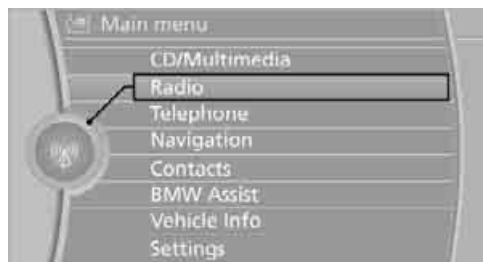 Main menu
CD/Multimedia
Radio
Telephone
Navigation
Contacts
BMW Assist
Vehicle Info
Settings